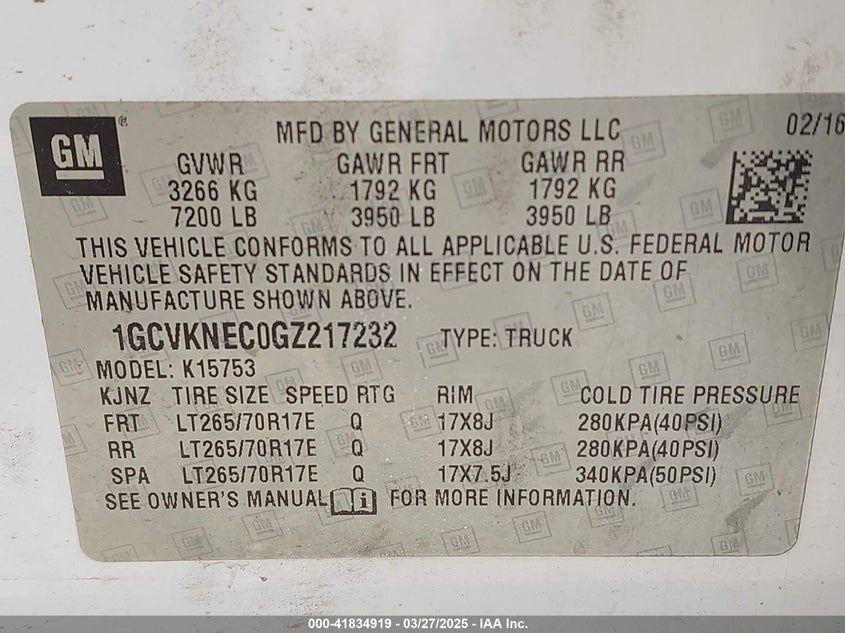 GM
MFD BY GENERAL MOTORS LLC
02/16
GVWR GAWR FRT GAWR RR
3266 KG 1792 KG 1792 KG
7200 LB 3950 LB 3950 LB
THIS VEHICLE CONFORMS TO ALL APPLICABLE U.S. FEDERAL MOTOR
VEHICLE SAFETY STANDARDS IN EFFECT ON THE DATE OF
MANUFACTURE SHOWN ABOVE.
1GCVKNEC0GZ217232 TYPE: TRUCK
MODEL: K15753
KJNZ TIRE SIZE SPEED RTG RIM COLD TIRE PRESSURE
FRT LT265/70R17E Q 17X8J 280KPA(40PSI)
RR LT265/70R17E Q 17X8J 280KPA(40PSI)
SPA LT265/70R17E Q 17X7.5J 340KPA(50PSI)
SEE OWNER'S MANUAL i FOR MORE INFORMATION.
000-41834919 - 03/27/2025 - IAA Inc.